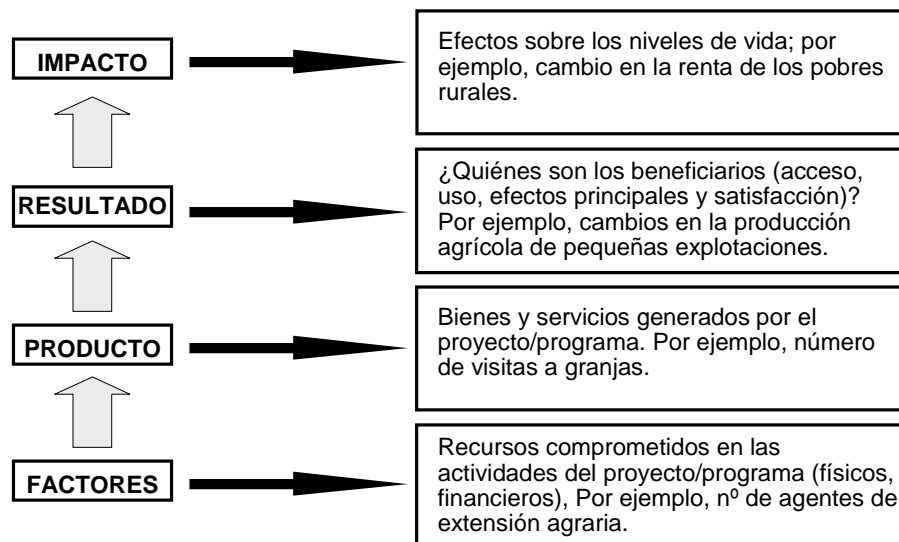 IMPACTO
Efectos sobre los niveles de vida; por
ejemplo, cambio en la renta de los pobres
rurales.
RESULTADO
¿Quiénes son los beneficiarios (acceso,
uso, efectos principales y satisfacción)?
Por ejemplo, cambios en la producción
agrícola de pequeñas explotaciones.
PRODUCTO
Bienes y servicios generados por el
proyecto/programa. Por ejemplo, número
de visitas a granjas.
FACTORES
Recursos comprometidos en las
actividades del proyecto/programa (físicos,
financieros), Por ejemplo, nº de agentes de
extensión agraria.